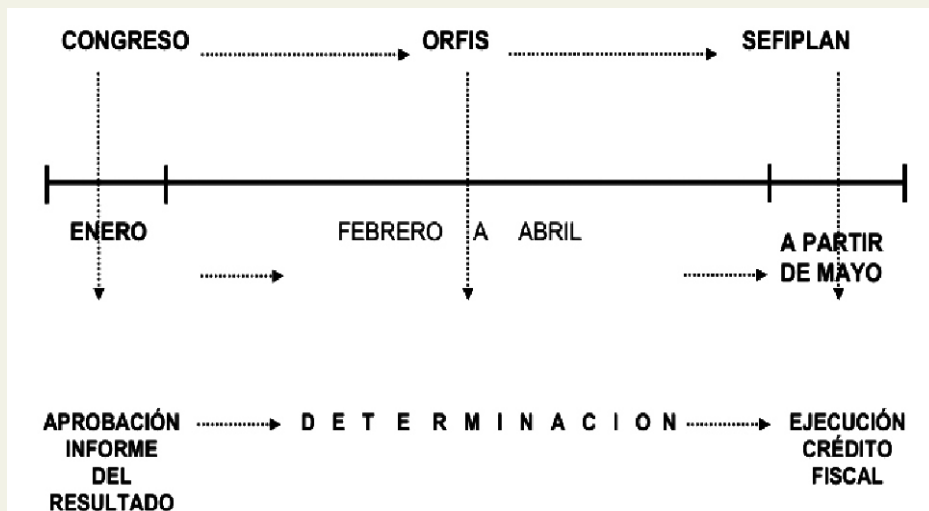 CONGRESO ORFIS SEFIPLAN
ENERO FEBRERO A ABRIL A PARTIR
DE MAYO
APROBACIÓN D E T E R M I N A C I O N EJECUCIÓN
INFORME CRÉDITO
DEL FISCAL
RESULTADO